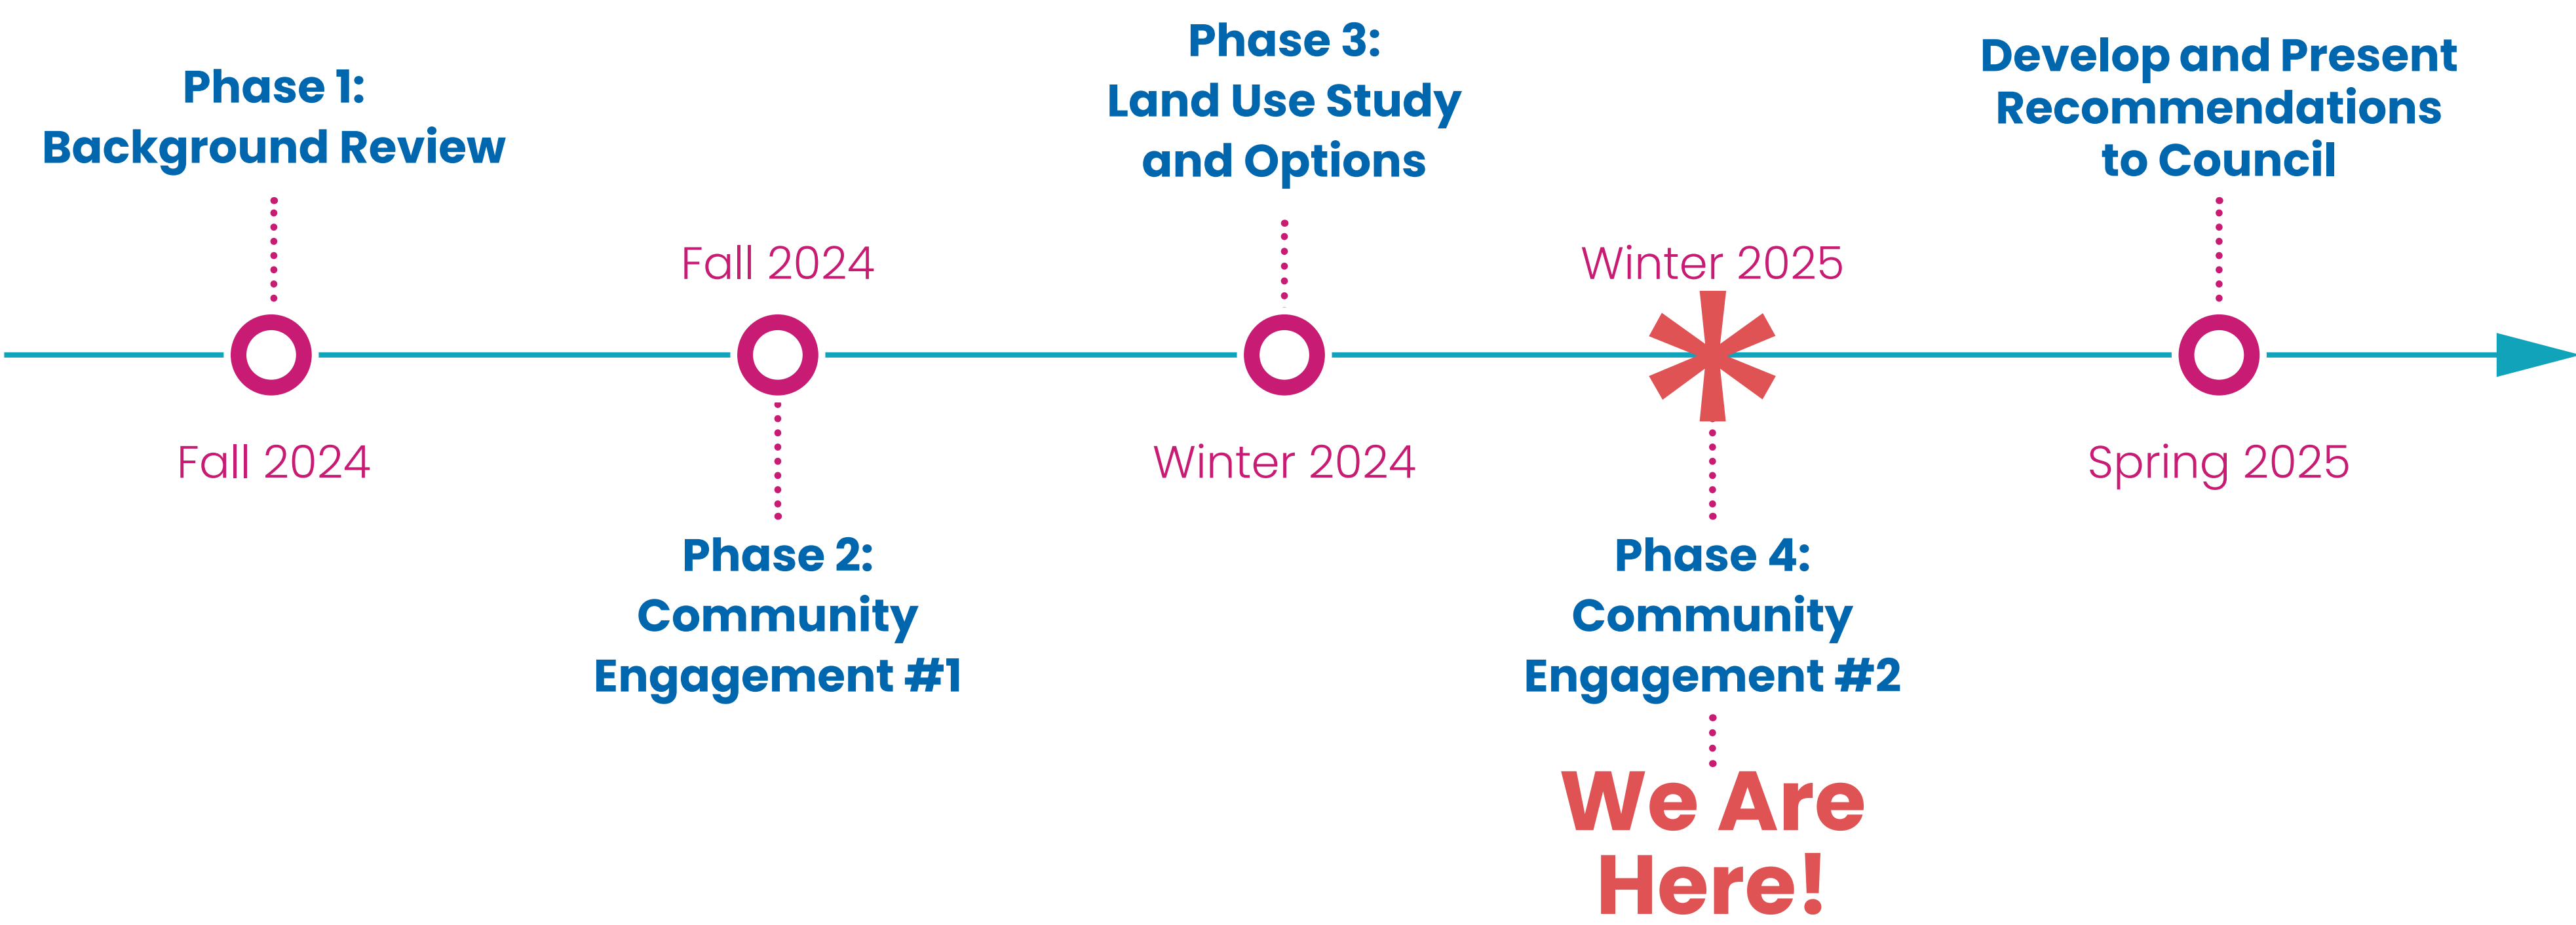 Phase 1:
Background Review
Fall 2024
Fall 2024
Phase 2:
Community
Engagement #1
Phase 3:
Land Use Study
and Options
Winter 2024
Winter 2025
Phase 4:
Community
Engagement #2
We Are
Here!
Develop and Present
Recommendations
to Council
Spring 2025